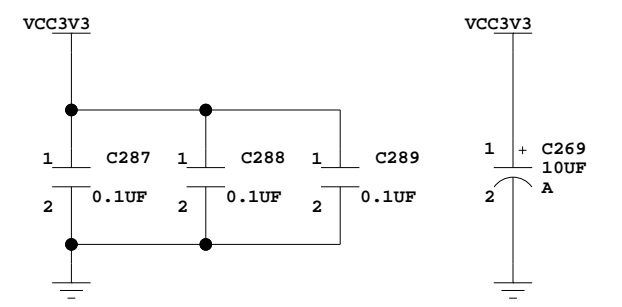 VCC3V3
VCC3V3
1 C287 1 C288 1 C289
2 0.1UF 2 0.1UF 2 0.1UF
1 + C269
10UF
2 A